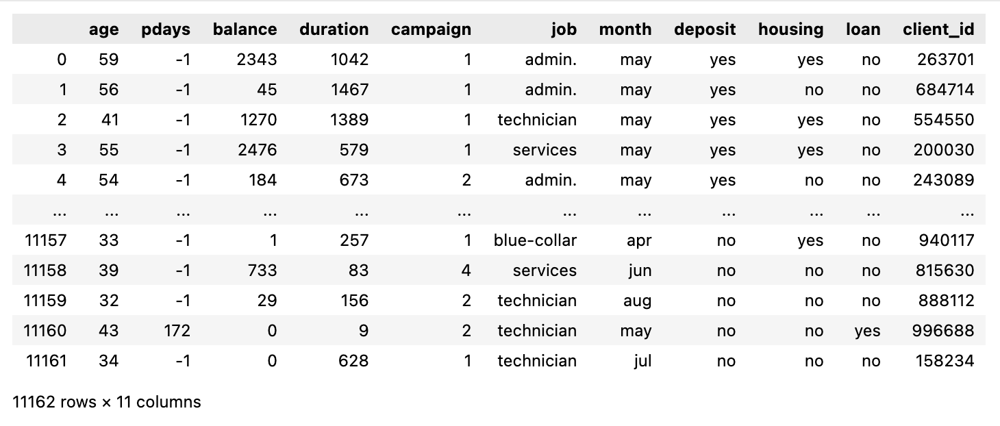 age pdays balance duration campaign job month deposit housing loan client_id
0 59 -1 2343 1042 1 admin. may yes yes no 263701
1 56 -1 45 1467 1 admin. may yes no no 684714
2 41 -1 1270 1389 1 technician may yes yes no 554550
3 55 -1 2476 579 1 services may yes yes no 200030
4 54 -1 184 673 2 admin. may yes no no 243089
... ... ... ... ... ... ... ... ... ... ... ...
11157 33 -1 1 257 1 blue-collar apr no yes no 940117
11158 39 -1 733 83 4 services jun no no no 815630
11159 32 -1 29 156 2 technician aug no no no 888112
11160 43 172 0 9 2 technician may no no yes 996688
11161 34 -1 0 628 1 technician jul no no no 158234
11162 rows × 11 columns